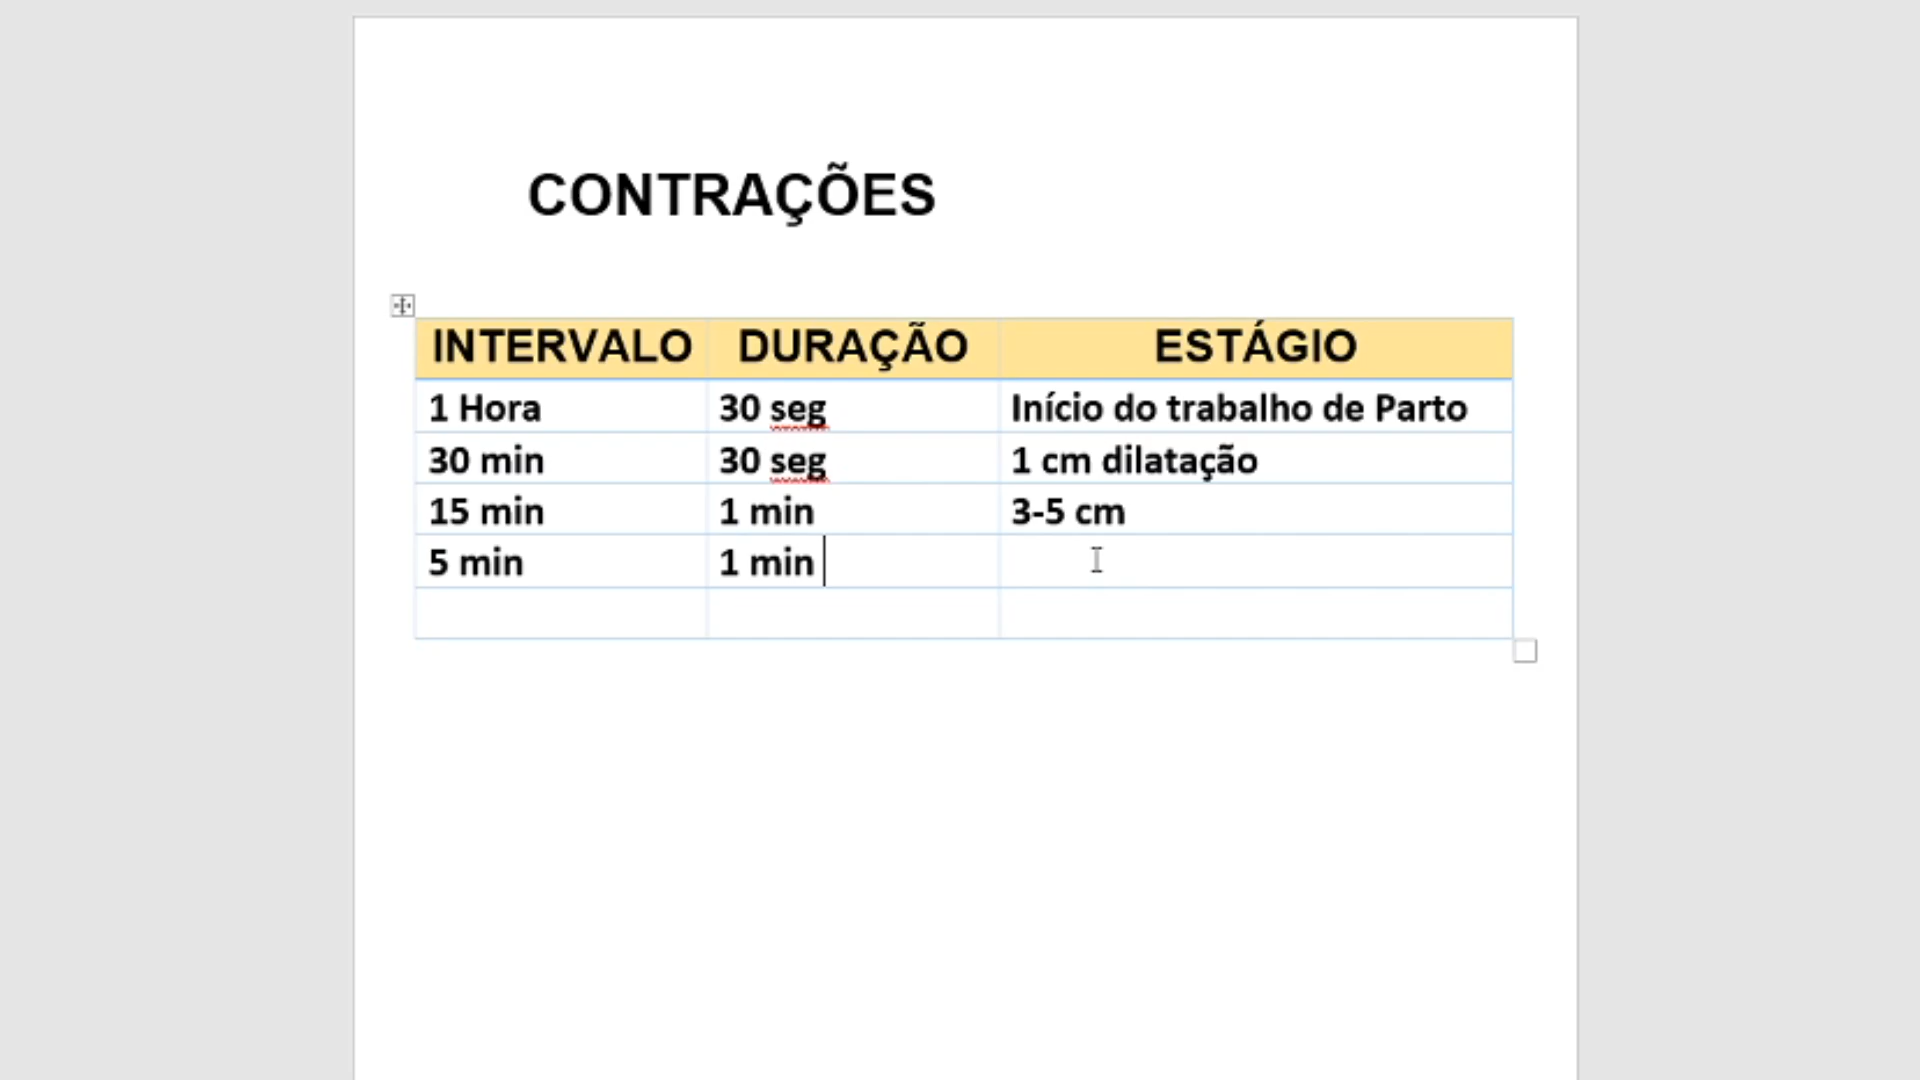 CONTRAÇÕES
INTERVALO DURAÇÃO ESTÁGIO
1 Hora 30 seg Início do trabalho de Parto
30 min 30 seg 1 cm dilatação
15 min 1 min 3-5 cm
5 min 1 min